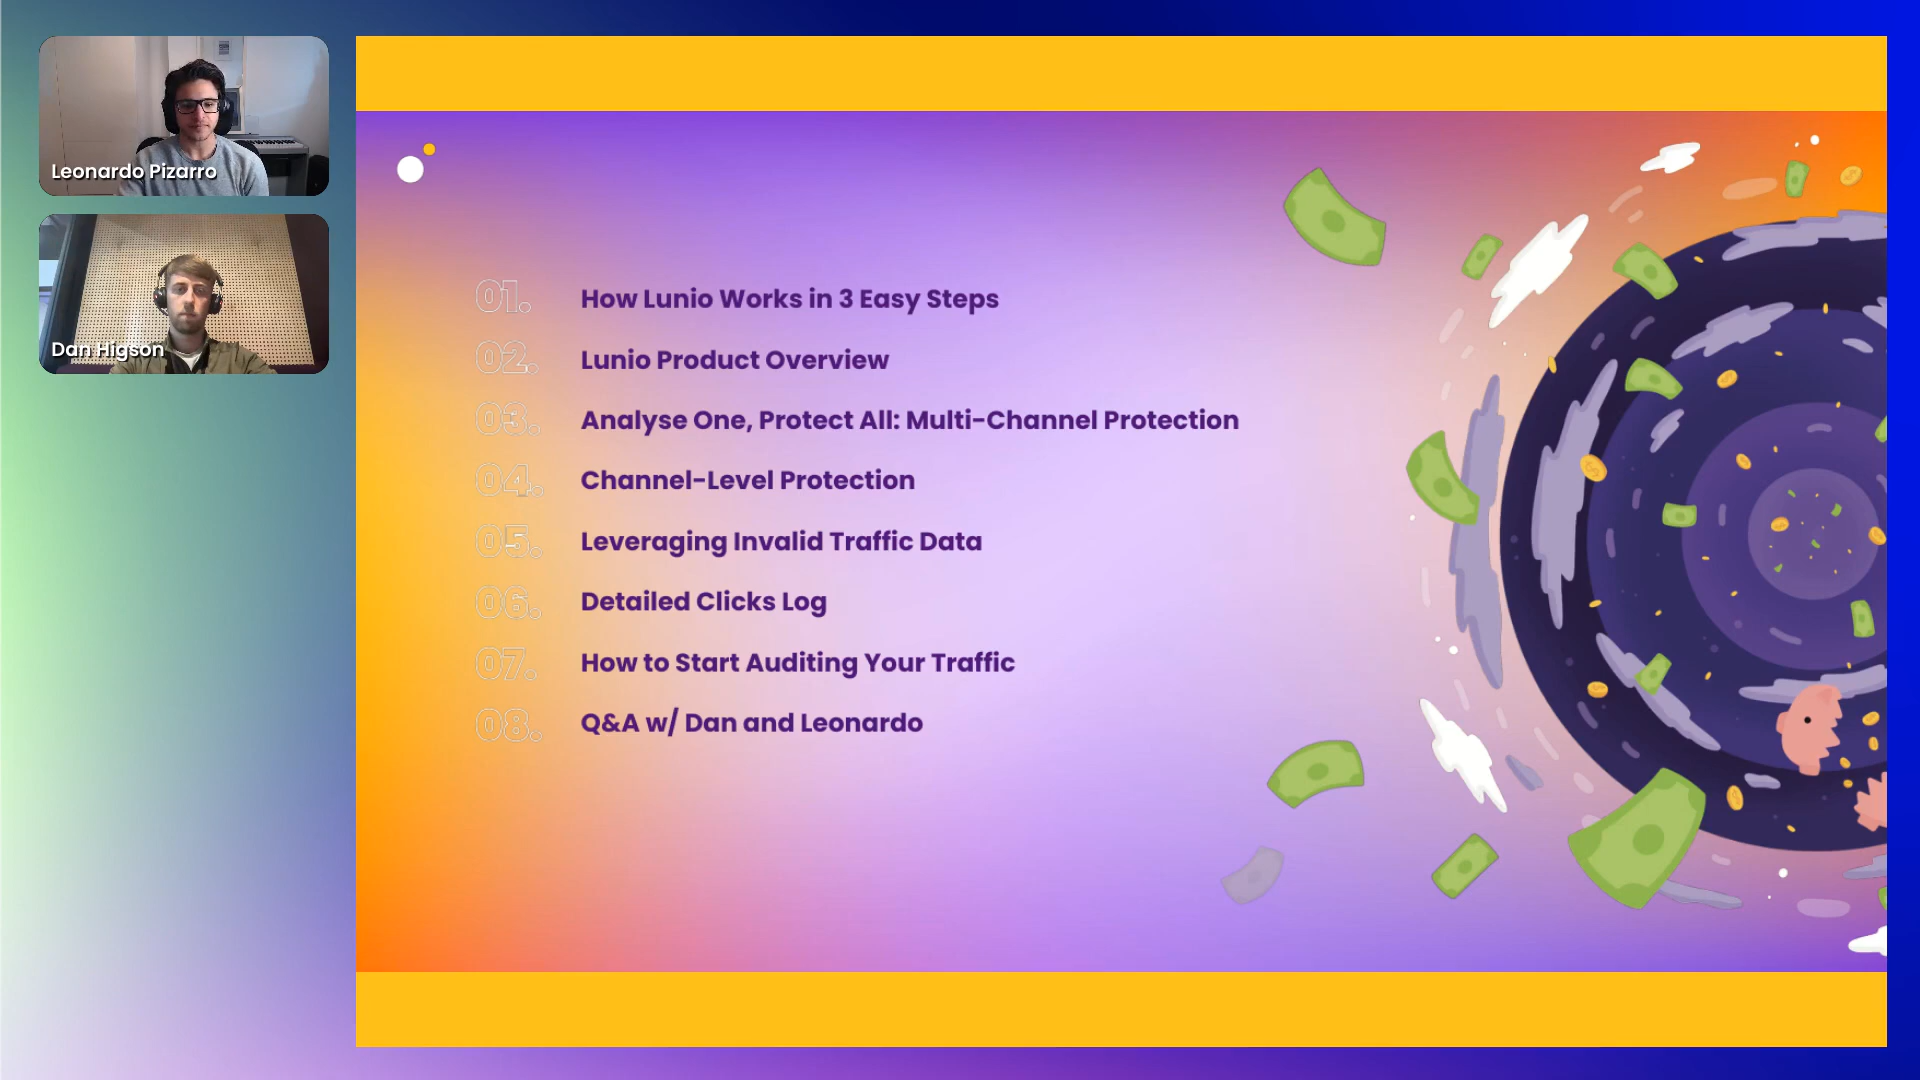 Leonardo Pizarro
Dan Higson
01. How Lunio Works in 3 Easy Steps
02. Lunio Product Overview
03. Analyse One, Protect All: Multi-Channel Protection
04. Channel-Level Protection
05. Leveraging Invalid Traffic Data
06. Detailed Clicks Log
07. How to Start Auditing Your Traffic
08. Q&A w/ Dan and Leonardo